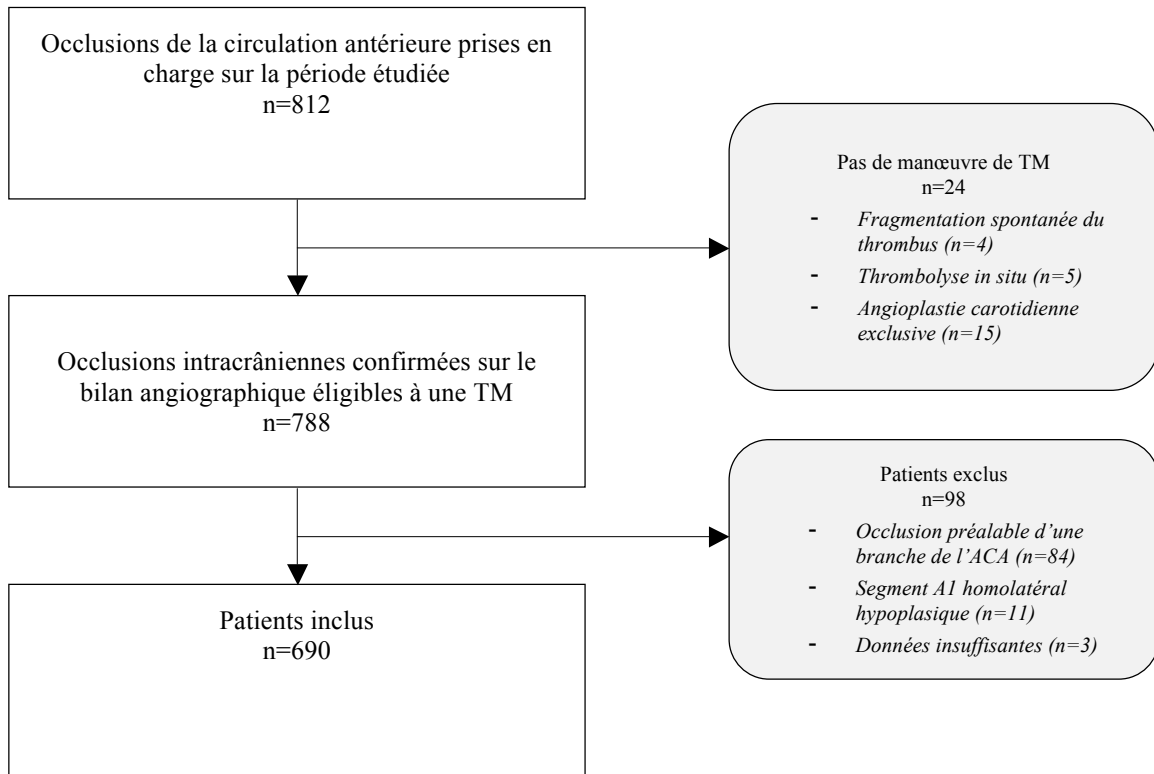 Occlusions de la circulation antérieure prises en
charge sur la période étudiée
n=812
Pas de manœuvre de TM
n=24
- Fragmentation spontanée du
thrombus (n=4)
- Thrombolyse in situ (n=5)
- Angioplastie carotidienne
exclusive (n=15)
Occlusions intracrâniennes confirmées sur le
bilan angiographique éligibles à une TM
n=788
Patients exclus
n=98
- Occlusion préalable d’une
branche de l’ACA (n=84)
- Segment A1 homolatéral
hypoplasique (n=11)
- Données insuffisantes (n=3)
Patients inclus
n=690